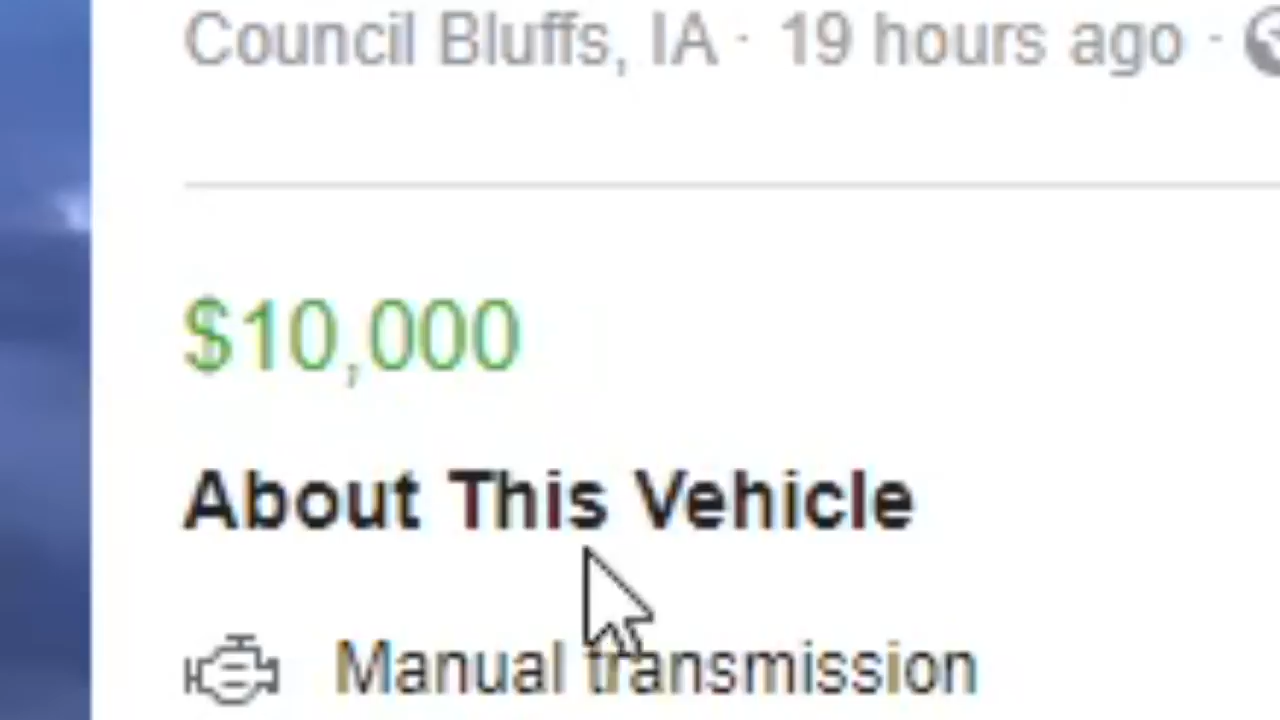 Council Bluffs, IA · 19 hours ago ·
$10,000
About This Vehicle
Manual transmission